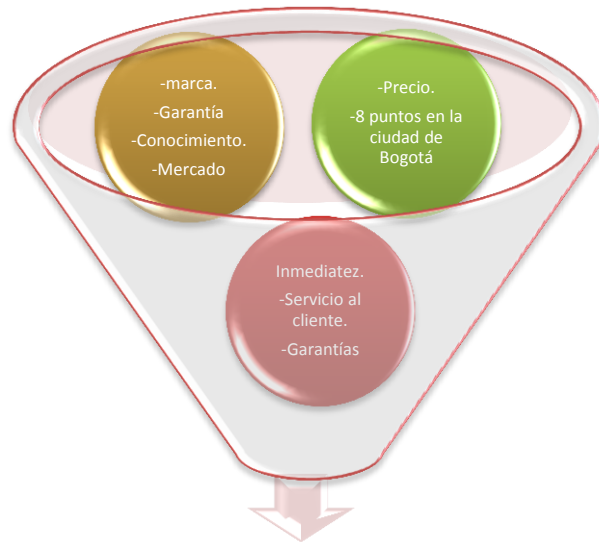 -marca.
-Garantía
-Conocimiento.
-Mercado
-Precio.
-8 puntos en la
ciudad de
Bogotá
Inmediatez.
-Servicio al
cliente.
-Garantías